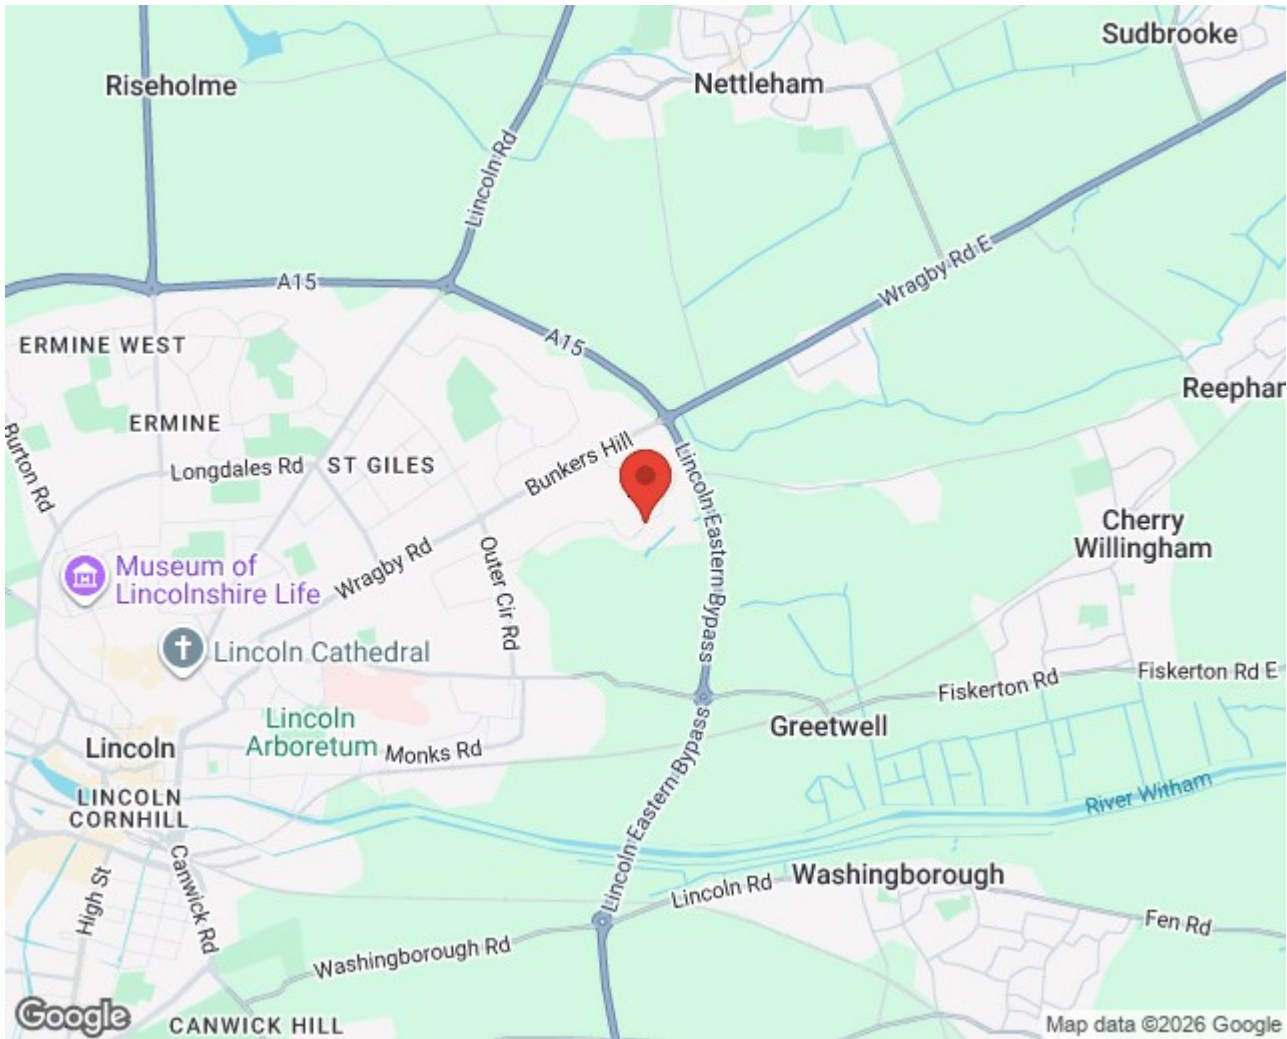 Sudbrooke
Riseholme
Nettleham
Lincoln Rd
Wragby Rd E
A15
A15
ERMINE WEST
Reephan
ERMINE
Burton Rd
Longdales Rd
ST GILES
Bunkers Hill
Lincoln Eastern Bypass
Cherry
Willingham
Wragby Rd
Outer Cir Rd
Museum of
Lincolnshire Life
Lincoln Cathedral
Fiskerton Rd
Fiskerton Rd E
Lincoln
Arboretum
Greetwell
Lincoln
Monks Rd
Lincoln Eastern Bypass
LINCOLN
CORNHILL
River Witham
High St
Canwick Rd
Lincoln Rd
Washingborough
Fen Rd
Washingborough Rd
Google
CANWICK HILL
Map data ©2026 Google